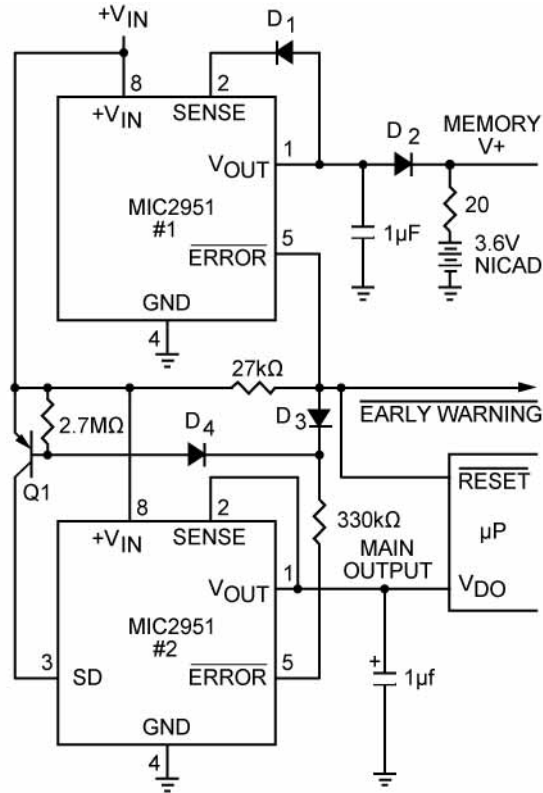 +VIN
D1
8
2
+VIN
SENSE
1
VOUT
D2
MEMORY
V+
MIC2951
#1
5
ERROR
1µF
20
3.6V
NICAD
GND
4
27kΩ
EARLY WARNING
2.7MΩ
D4
D3
Q1
8
2
330kΩ
RESET
µP
+VIN
SENSE
MAIN
OUTPUT
1
VOUT
VDO
MIC2951
#2
3
SD
5
ERROR
+
1µf
GND
4